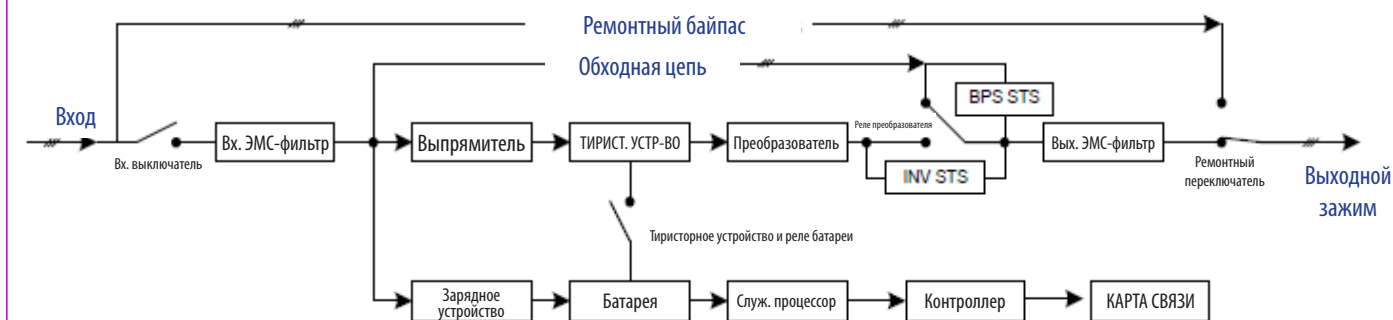 Ремонтный байпас
Обходная цепь
Вход
BPS STS
Реле преобразователя
Вх. ЭМС-фильтр
Выпрямитель
ТИРИСТ. УСТР-ВО
Преобразователь
Вых. ЭМС-фильтр
Вх. выключатель
INV STS
Ремонтный
переключатель
Выходной
зажим
Тиристорное устройство и реле батареи
Зарядное
устройство
Батарея
Служ. процессор
Контроллер
КАРТА СВЯЗИ